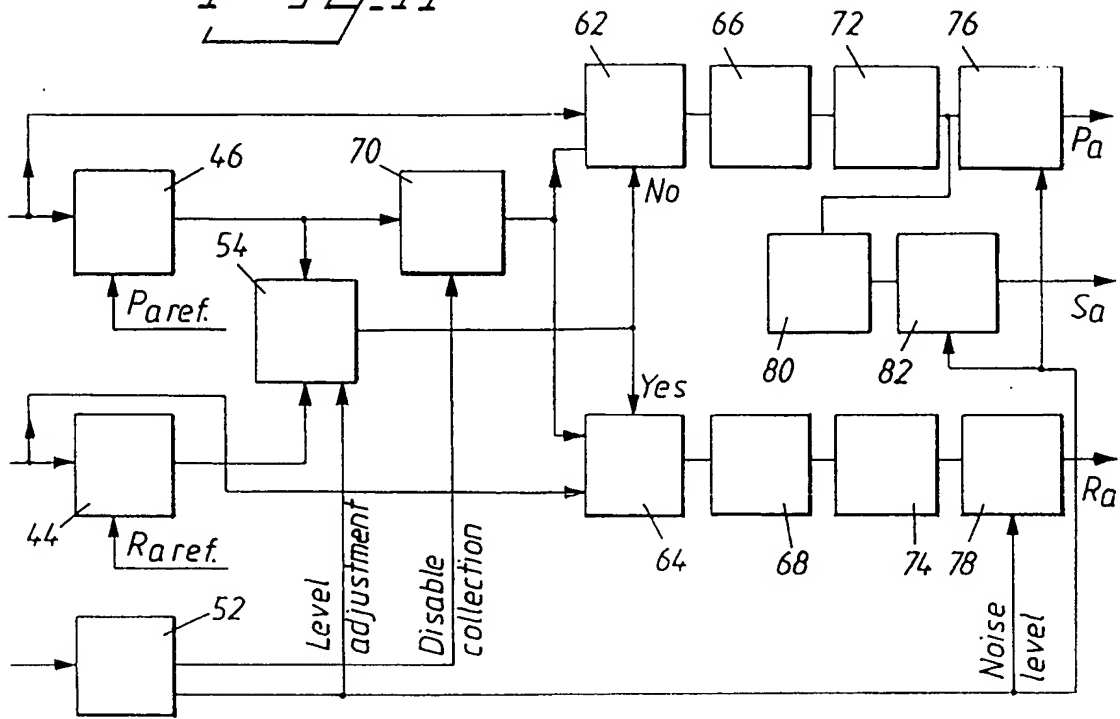 62 66 72 76
46 70
Pa
No
54
Pa ref.
Sa
80 82
Yes
Ra
44
Ra ref.
64 68 74 78
Level
adjustment
Disable
collection
52
Noise
level